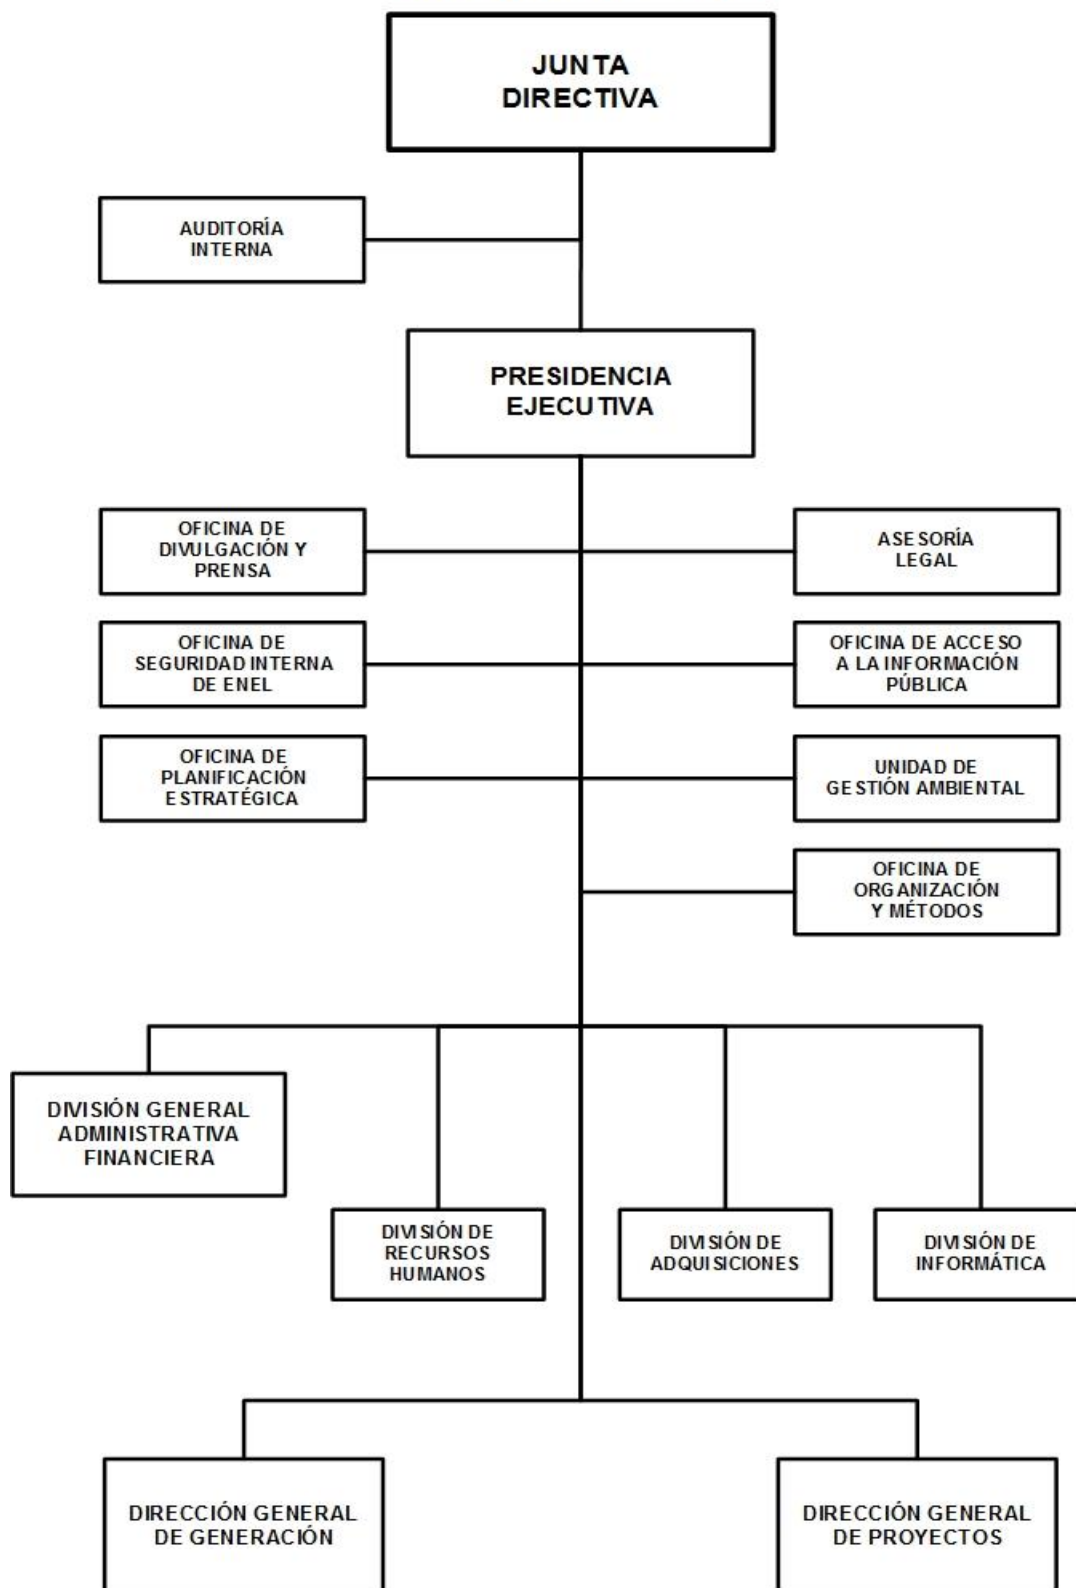 JUNTA
DIRECTIVA
AUDITORÍA
INTERNA
PRESIDENCIA
EJECUTIVA
OFICINA DE
DIVULGACIÓN Y
PRENSA
ASESORÍA
LEGAL
OFICINA DE
SEGURIDAD INTERNA
DE ENEL
OFICINA DE ACCESO
A LA INFORMACIÓN
PÚBLICA
OFICINA DE
PLANIFICACIÓN
ESTRATÉGICA
UNIDAD DE
GESTIÓN AMBIENTAL
OFICINA DE
ORGANIZACIÓN
Y MÉTODOS
DIVISIÓN GENERAL
ADMINISTRATIVA
FINANCIERA
DIVISIÓN DE
RECURSOS
HUMANOS
DIVISIÓN DE
ADQUISICIONES
DIVISIÓN DE
INFORMÁTICA
DIRECCIÓN GENERAL
DE GENERACIÓN
DIRECCIÓN GENERAL
DE PROYECTOS